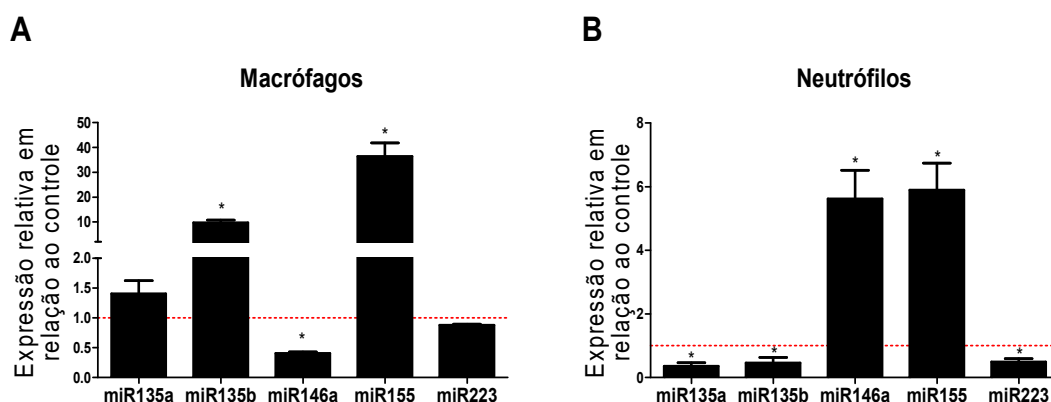 A
Macrófagos
Expressão relativa em
relação ao controle
50
40
30
20
10
2.0
1.5
1.0
0.5
0.0
*
*
*
miR135a miR135b miR146a miR155 miR223
B
Neutrófilos
Expressão relativa em
relação ao controle
8
6
4
2
0
*
*
*
*
*
miR135a miR135b miR146a miR155 miR223